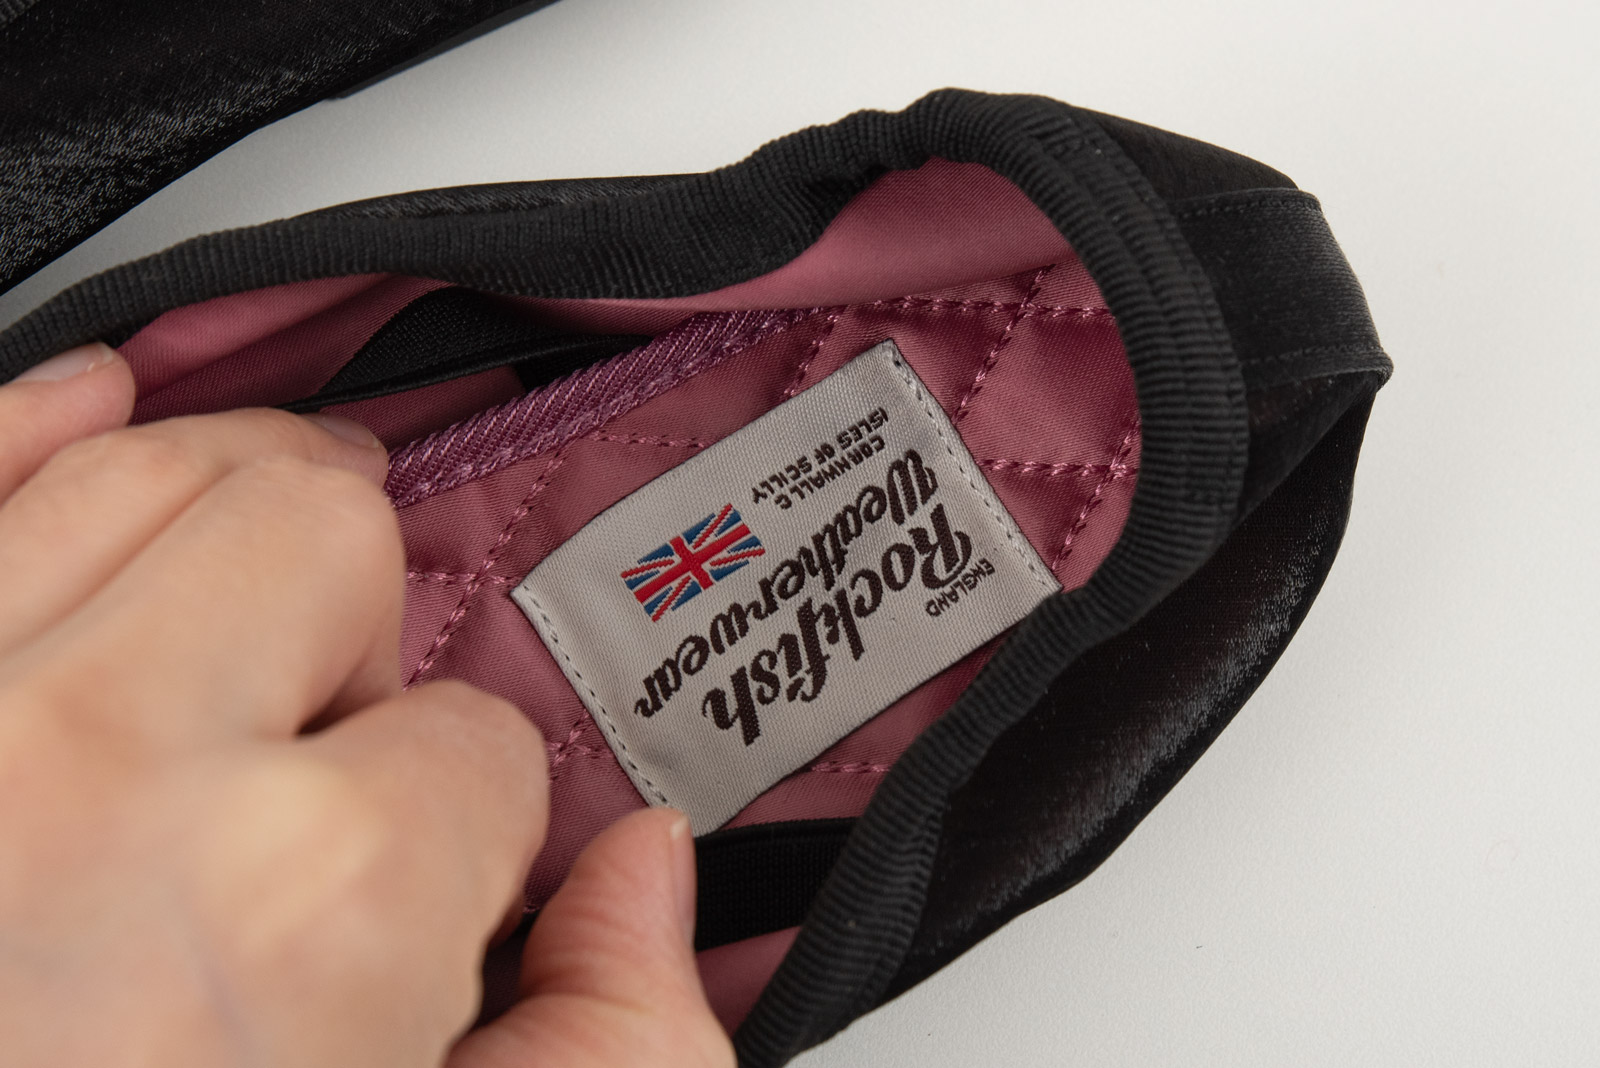 ENGLAND
Rockfish
Weatherwear
CORNWALL &
ISLES OF SCILLY